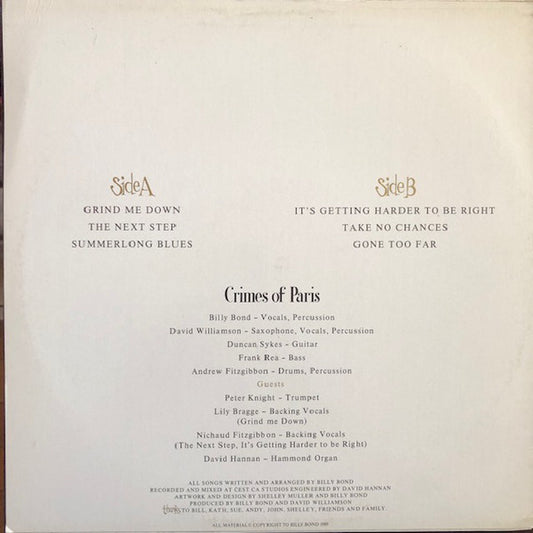 Side A
GRIND ME DOWN
THE NEXT STEP
SUMMERLONG BLUES
Side B
IT'S GETTING HARDER TO BE RIGHT
TAKE NO CHANCES
GONE TOO FAR
Crimes of Paris
Billy Bond – Vocals, Percussion
David Williamson – Saxophone, Vocals, Percussion
Duncan Sykes – Guitar
Frank Rea – Bass
Andrew Fitzgibbon – Drums, Percussion
Guests
Peter Knight – Trumpet
Lily Bragge – Backing Vocals
(Grind me Down)
Nichaud Fitzgibbon – Backing Vocals
(The Next Step, It's Getting Harder to be Right)
David Hannan – Hammond Organ
ALL SONGS WRITTEN AND ARRANGED BY BILLY BOND
RECORDED AND MIXED AT CEST CA STUDIOS ENGINEERED BY DAVID HANNAN
ARTWORK AND DESIGN BY SHELLEY MULLER AND BILLY BOND
PRODUCED BY BILLY BOND AND DAVID WILLIAMSON
thanks TO BILL, KATH, SUE, ANDY, JOHN, SHELLEY, FRIENDS AND FAMILY.
ALL MATERIAL © COPYRIGHT TO BILLY BOND